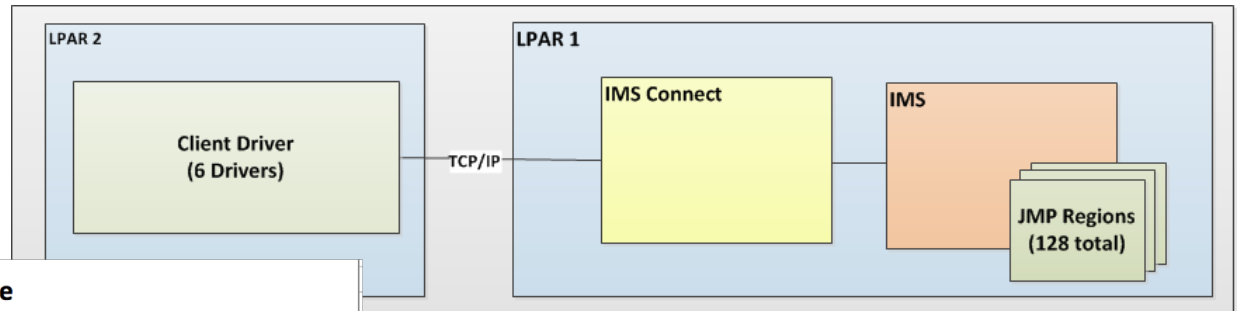 LPAR 2
Client Driver
(6 Drivers)
TCP/IP
LPAR 1
IMS Connect
IMS
JMP Regions
(128 total)
e